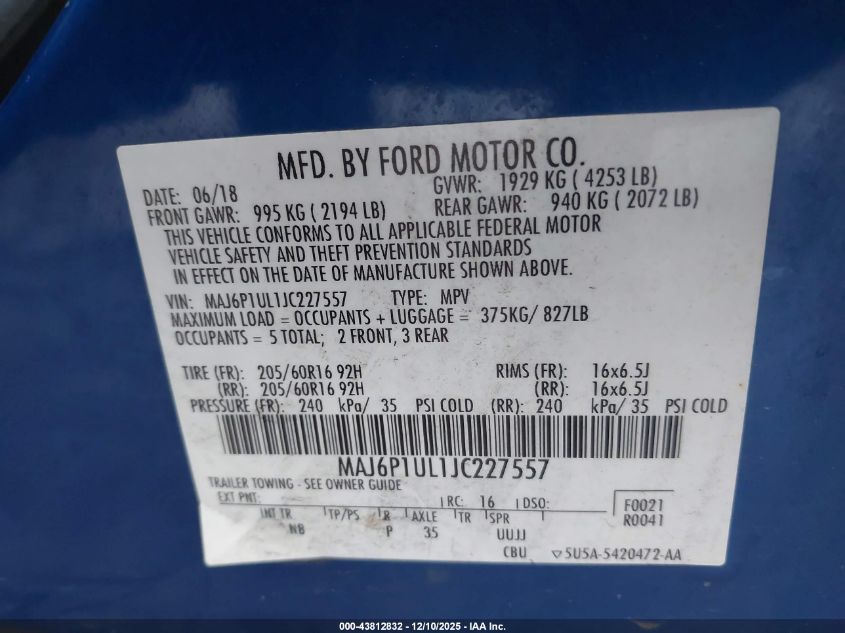 MFD. BY FORD MOTOR CO.
DATE: 06/18 GVWR: 1929 KG ( 4253 LB)
FRONT GAWR: 995 KG ( 2194 LB) REAR GAWR: 940 KG ( 2072 LB)
THIS VEHICLE CONFORMS TO ALL APPLICABLE FEDERAL MOTOR
VEHICLE SAFETY AND THEFT PREVENTION STANDARDS
IN EFFECT ON THE DATE OF MANUFACTURE SHOWN ABOVE.
VIN: MAJ6P1UL1JC227557 TYPE: MPV
MAXIMUM LOAD = OCCUPANTS + LUGGAGE = 375KG/ 827LB
OCCUPANTS = 5 TOTAL; 2 FRONT, 3 REAR
TIRE (FR): 205/60R16 92H RIMS (FR): 16x6.5J
(RR): 205/60R16 92H (RR): 16x6.5J
PRESSURE (FR): 240 kPa/ 35 PSI COLD (RR): 240 kPa/ 35 PSI COLD
MAJ6P1UL1JC227557
TRAILER TOWING - SEE OWNER GUIDE
EXT PNT: RC: 16 DSO: F0021
INT TR TP/PS R AXLE TR SPR R0041
NB P 35 UUJJ
CBU ▽5U5A-5420472-AA
000-43812832 - 12/10/2025 - IAA Inc.